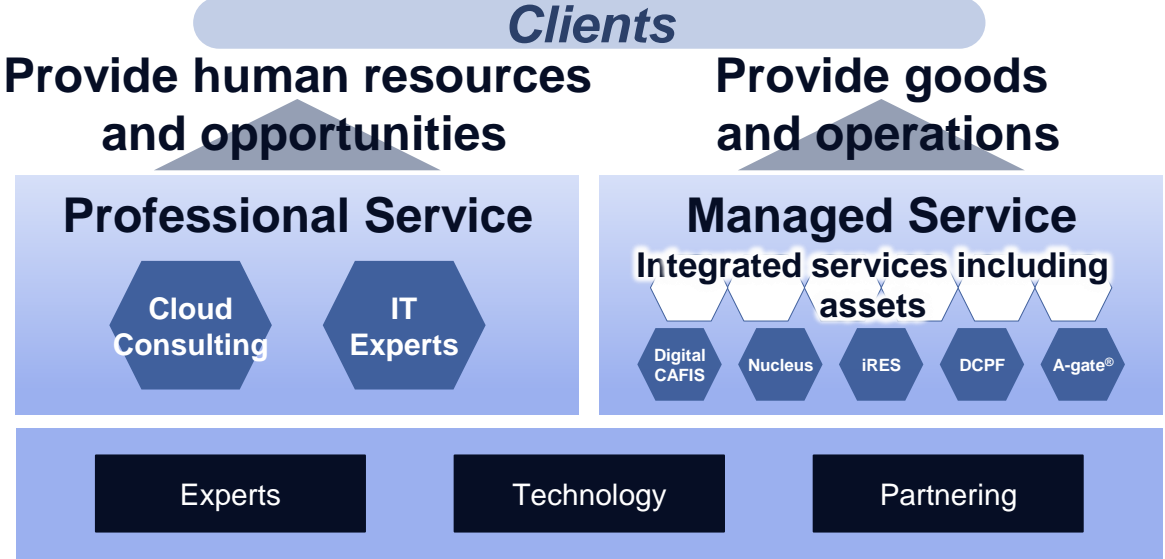 Clients
Provide human resources
and opportunities
Provide goods
and operations
Professional Service
Cloud
Consulting
IT
Experts
Managed Service
Integrated services including
assets
Digital
CAFIS
Nucleus
iRES
DCPF
A-gate®
Experts
Technology
Partnering